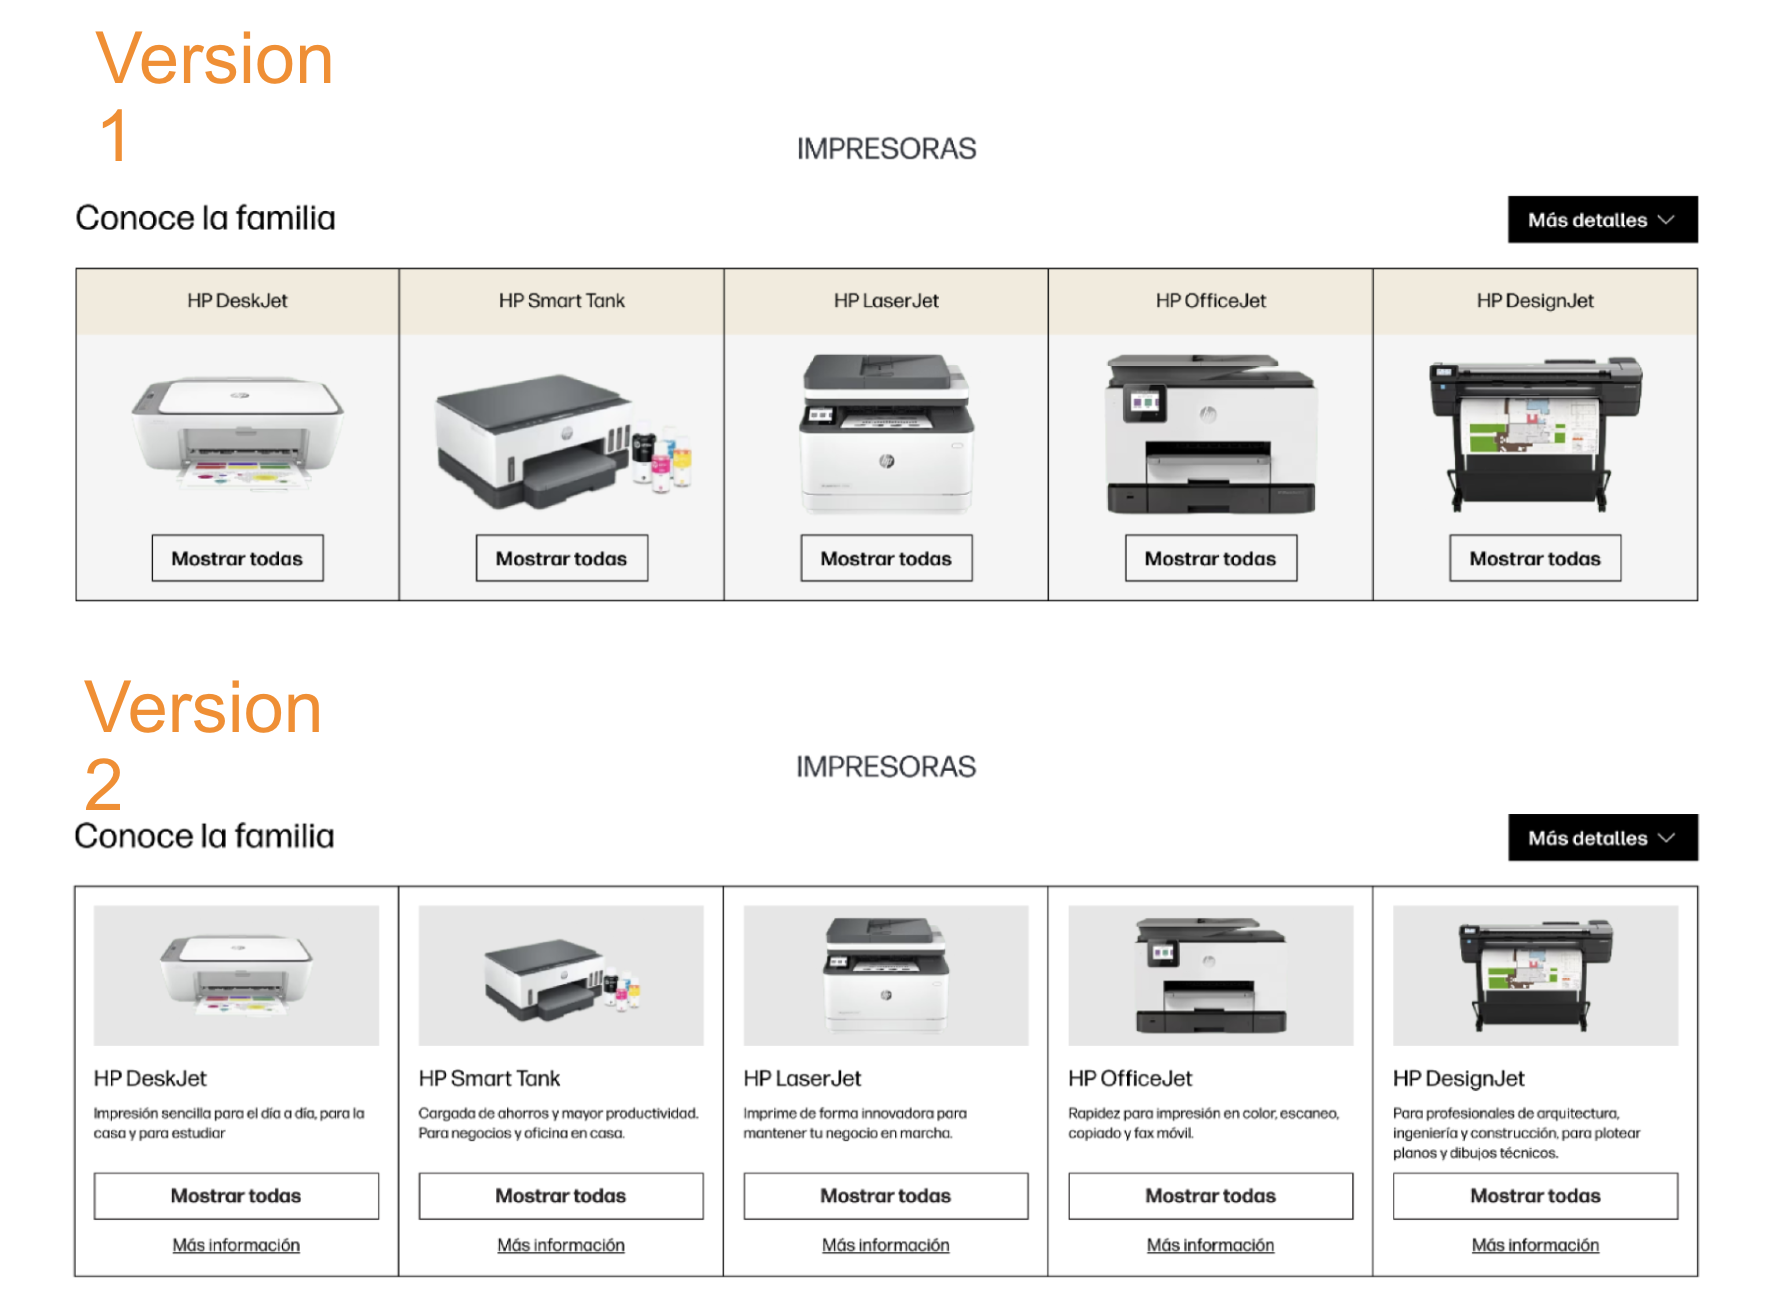 Version
1
IMPRESORAS
Conoce la familia
Más detalles
HP DeskJet
HP Smart Tank
HP LaserJet
HP OfficeJet
HP DesignJet
Mostrar todas
Mostrar todas
Mostrar todas
Mostrar todas
Mostrar todas
Version
2
IMPRESORAS
Conoce la familia
Más detalles
HP DeskJet
Impresión sencilla para el día a día, para la
casa y para estudiar
Mostrar todas
Más información
HP Smart Tank
Cargada de ahorros y mayor productividad.
Para negocios y oficina en casa.
Mostrar todas
Más información
HP LaserJet
Imprime de forma innovadora para
mantener tu negocio en marcha.
Mostrar todas
Más información
HP OfficeJet
Rapidez para impresión en color, escaneo,
copiado y fax móvil.
Mostrar todas
Más información
HP DesignJet
Para profesionales de arquitectura,
ingeniería y construcción, para plotear
planos y dibujos técnicos.
Mostrar todas
Más información